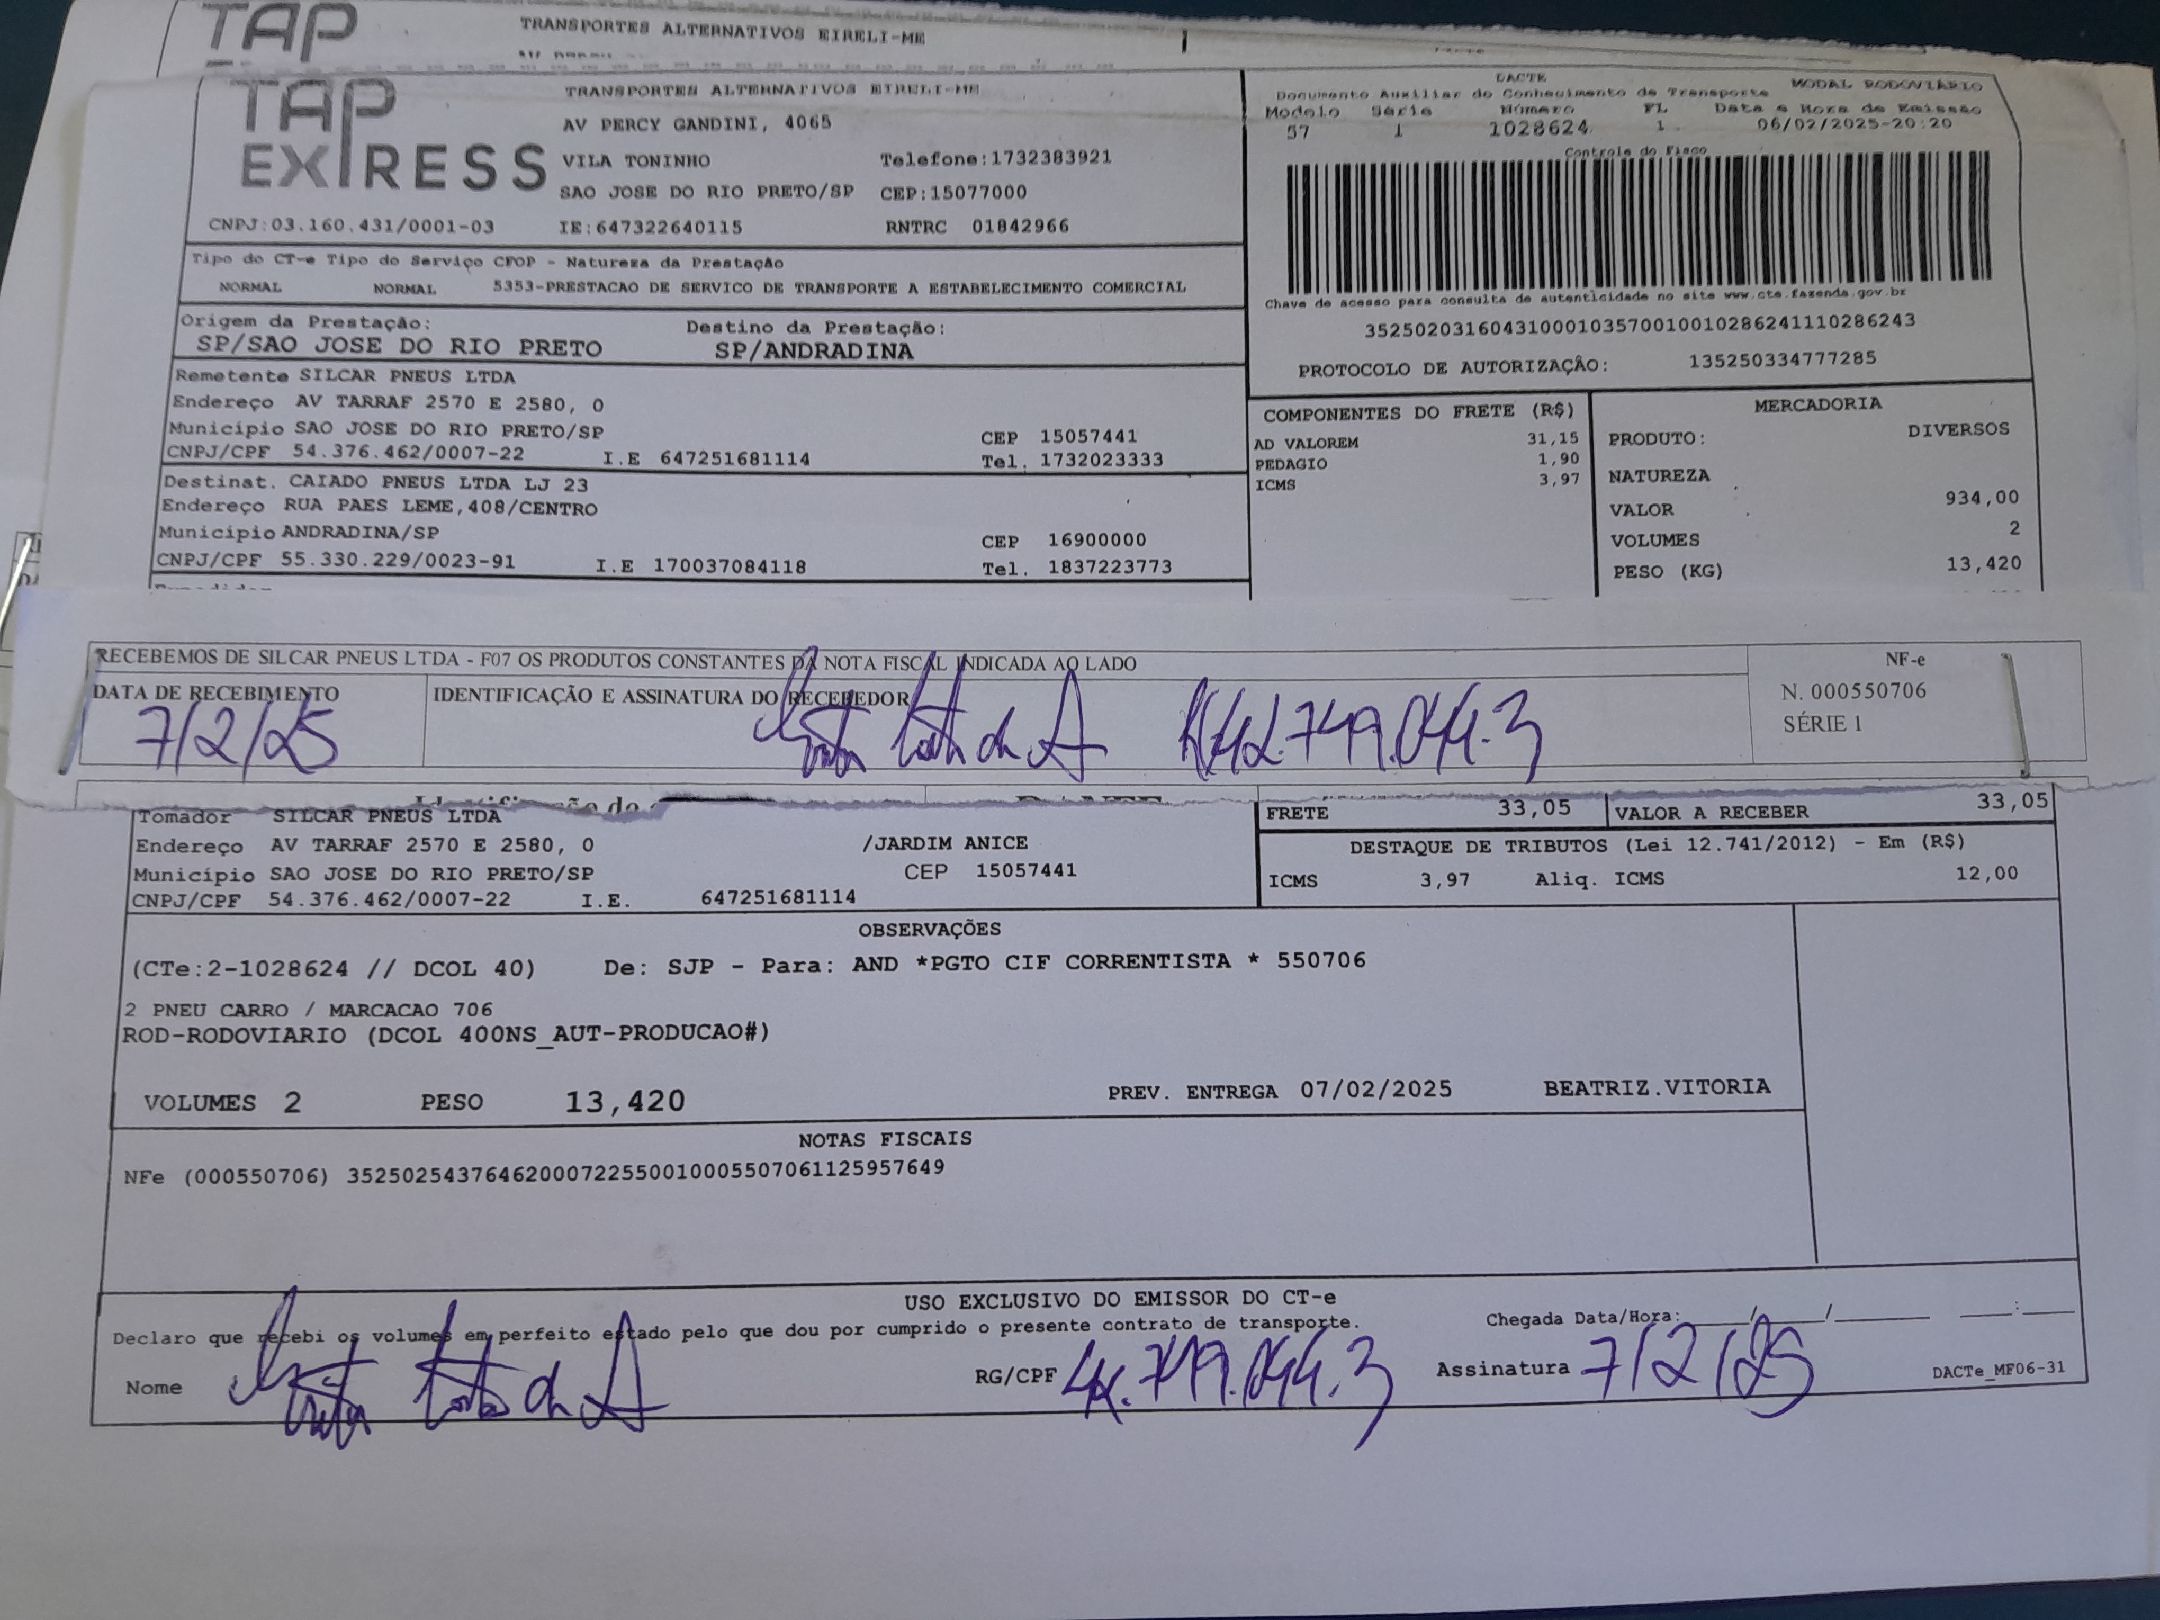 TAP
TRANSPORTES ALTERNATIVOS EIRELI-ME
TAP EXPRESS
TRANSPORTES ALTERNATIVOS EIRELI-ME
AV PERCY GANDINI, 4065
VILA TONINHO Telefone:1732383921
SAO JOSE DO RIO PRETO/SP CEP:15077000
CNPJ:03.160.431/0001-03 IE:647322640115 RNTRC 01842966
DACTE MODAL RODOVIÁRIO
Documento Auxiliar do Conhecimento de Transporte
Modelo Série Número FL Data e Hora de Emissão
57 1 1028624 1 06/02/2025-20:20
Controle do Fisco
Chave de acesso para consulta de autenticidade no site www.cte.fazenda.gov.br
35250203160431000103570010010286241110286243
PROTOCOLO DE AUTORIZAÇÂO: 135250334777285
Tipo do CT-e Tipo do Serviço CFOP - Natureza da Prestação
NORMAL NORMAL 5353-PRESTACAO DE SERVICO DE TRANSPORTE A ESTABELECIMENTO COMERCIAL
Origem da Prestação: Destino da Prestação:
SP/SAO JOSE DO RIO PRETO SP/ANDRADINA
Remetente SILCAR PNEUS LTDA
Endereço AV TARRAF 2570 E 2580, 0
Município SAO JOSE DO RIO PRETO/SP CEP 15057441
CNPJ/CPF 54.376.462/0007-22 I.E 647251681114 Tel. 1732023333
Destinat. CAIADO PNEUS LTDA LJ 23
Endereço RUA PAES LEME,408/CENTRO
Município ANDRADINA/SP CEP 16900000
CNPJ/CPF 55.330.229/0023-91 I.E 170037084118 Tel. 1837223773
COMPONENTES DO FRETE (R$)
AD VALOREM 31,15
PEDAGIO 1,90
ICMS 3,97
MERCADORIA
PRODUTO: DIVERSOS
NATUREZA
VALOR 934,00
VOLUMES 2
PESO (KG) 13,420
RECEBEMOS DE SILCAR PNEUS LTDA - F07 OS PRODUTOS CONSTANTES DA NOTA FISCAL INDICADA AO LADO
DATA DE RECEBIMENTO IDENTIFICAÇÃO E ASSINATURA DO RECEBEDOR
7/2/25
NF-e
N. 000550706
SÉRIE 1
Tomador SILCAR PNEUS LTDA
Endereço AV TARRAF 2570 E 2580, 0 /JARDIM ANICE
Município SAO JOSE DO RIO PRETO/SP CEP 15057441
CNPJ/CPF 54.376.462/0007-22 I.E. 647251681114
FRETE 33,05 VALOR A RECEBER 33,05
DESTAQUE DE TRIBUTOS (Lei 12.741/2012) - Em (R$)
ICMS 3,97 Aliq. ICMS 12,00
OBSERVAÇÕES
(CTe:2-1028624 // DCOL 40) De: SJP - Para: AND *PGTO CIF CORRENTISTA * 550706
2 PNEU CARRO / MARCACAO 706
ROD-RODOVIARIO (DCOL 400NS_AUT-PRODUCAO#)
VOLUMES 2 PESO 13,420 PREV. ENTREGA 07/02/2025 BEATRIZ.VITORIA
NOTAS FISCAIS
NFe (000550706) 35250254376462000722550010005507061125957649
USO EXCLUSIVO DO EMISSOR DO CT-e
Declaro que recebi os volumes em perfeito estado pelo que dou por cumprido o presente contrato de transporte.
Chegada Data/Hora: / / :
Nome RG/CPF Assinatura 7/2/25
DACTe_MF06-31